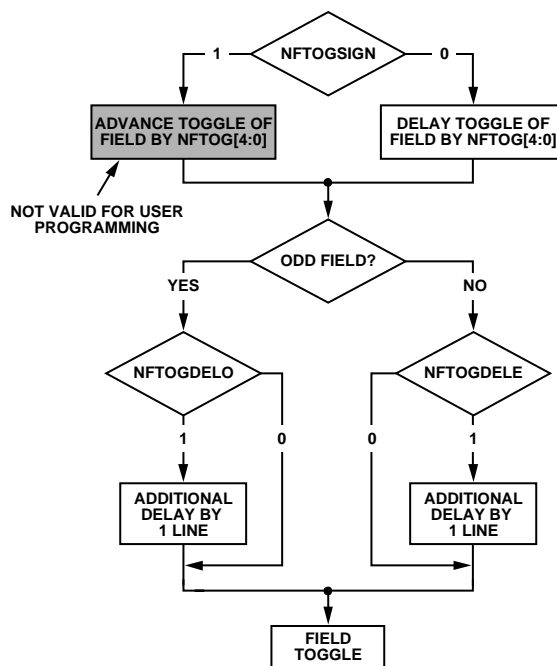 NFTOGSIGN
1
0
ADVANCE TOGGLE OF
FIELD BY NFTOG[4:0]
DELAY TOGGLE OF
FIELD BY NFTOG[4:0]
NOT VALID FOR USER
PROGRAMMING
ODD FIELD?
YES
NO
NFTOGDELO
NFTOGDELE
1
0
0
1
ADDITIONAL
DELAY BY
1 LINE
ADDITIONAL
DELAY BY
1 LINE
FIELD
TOGGLE